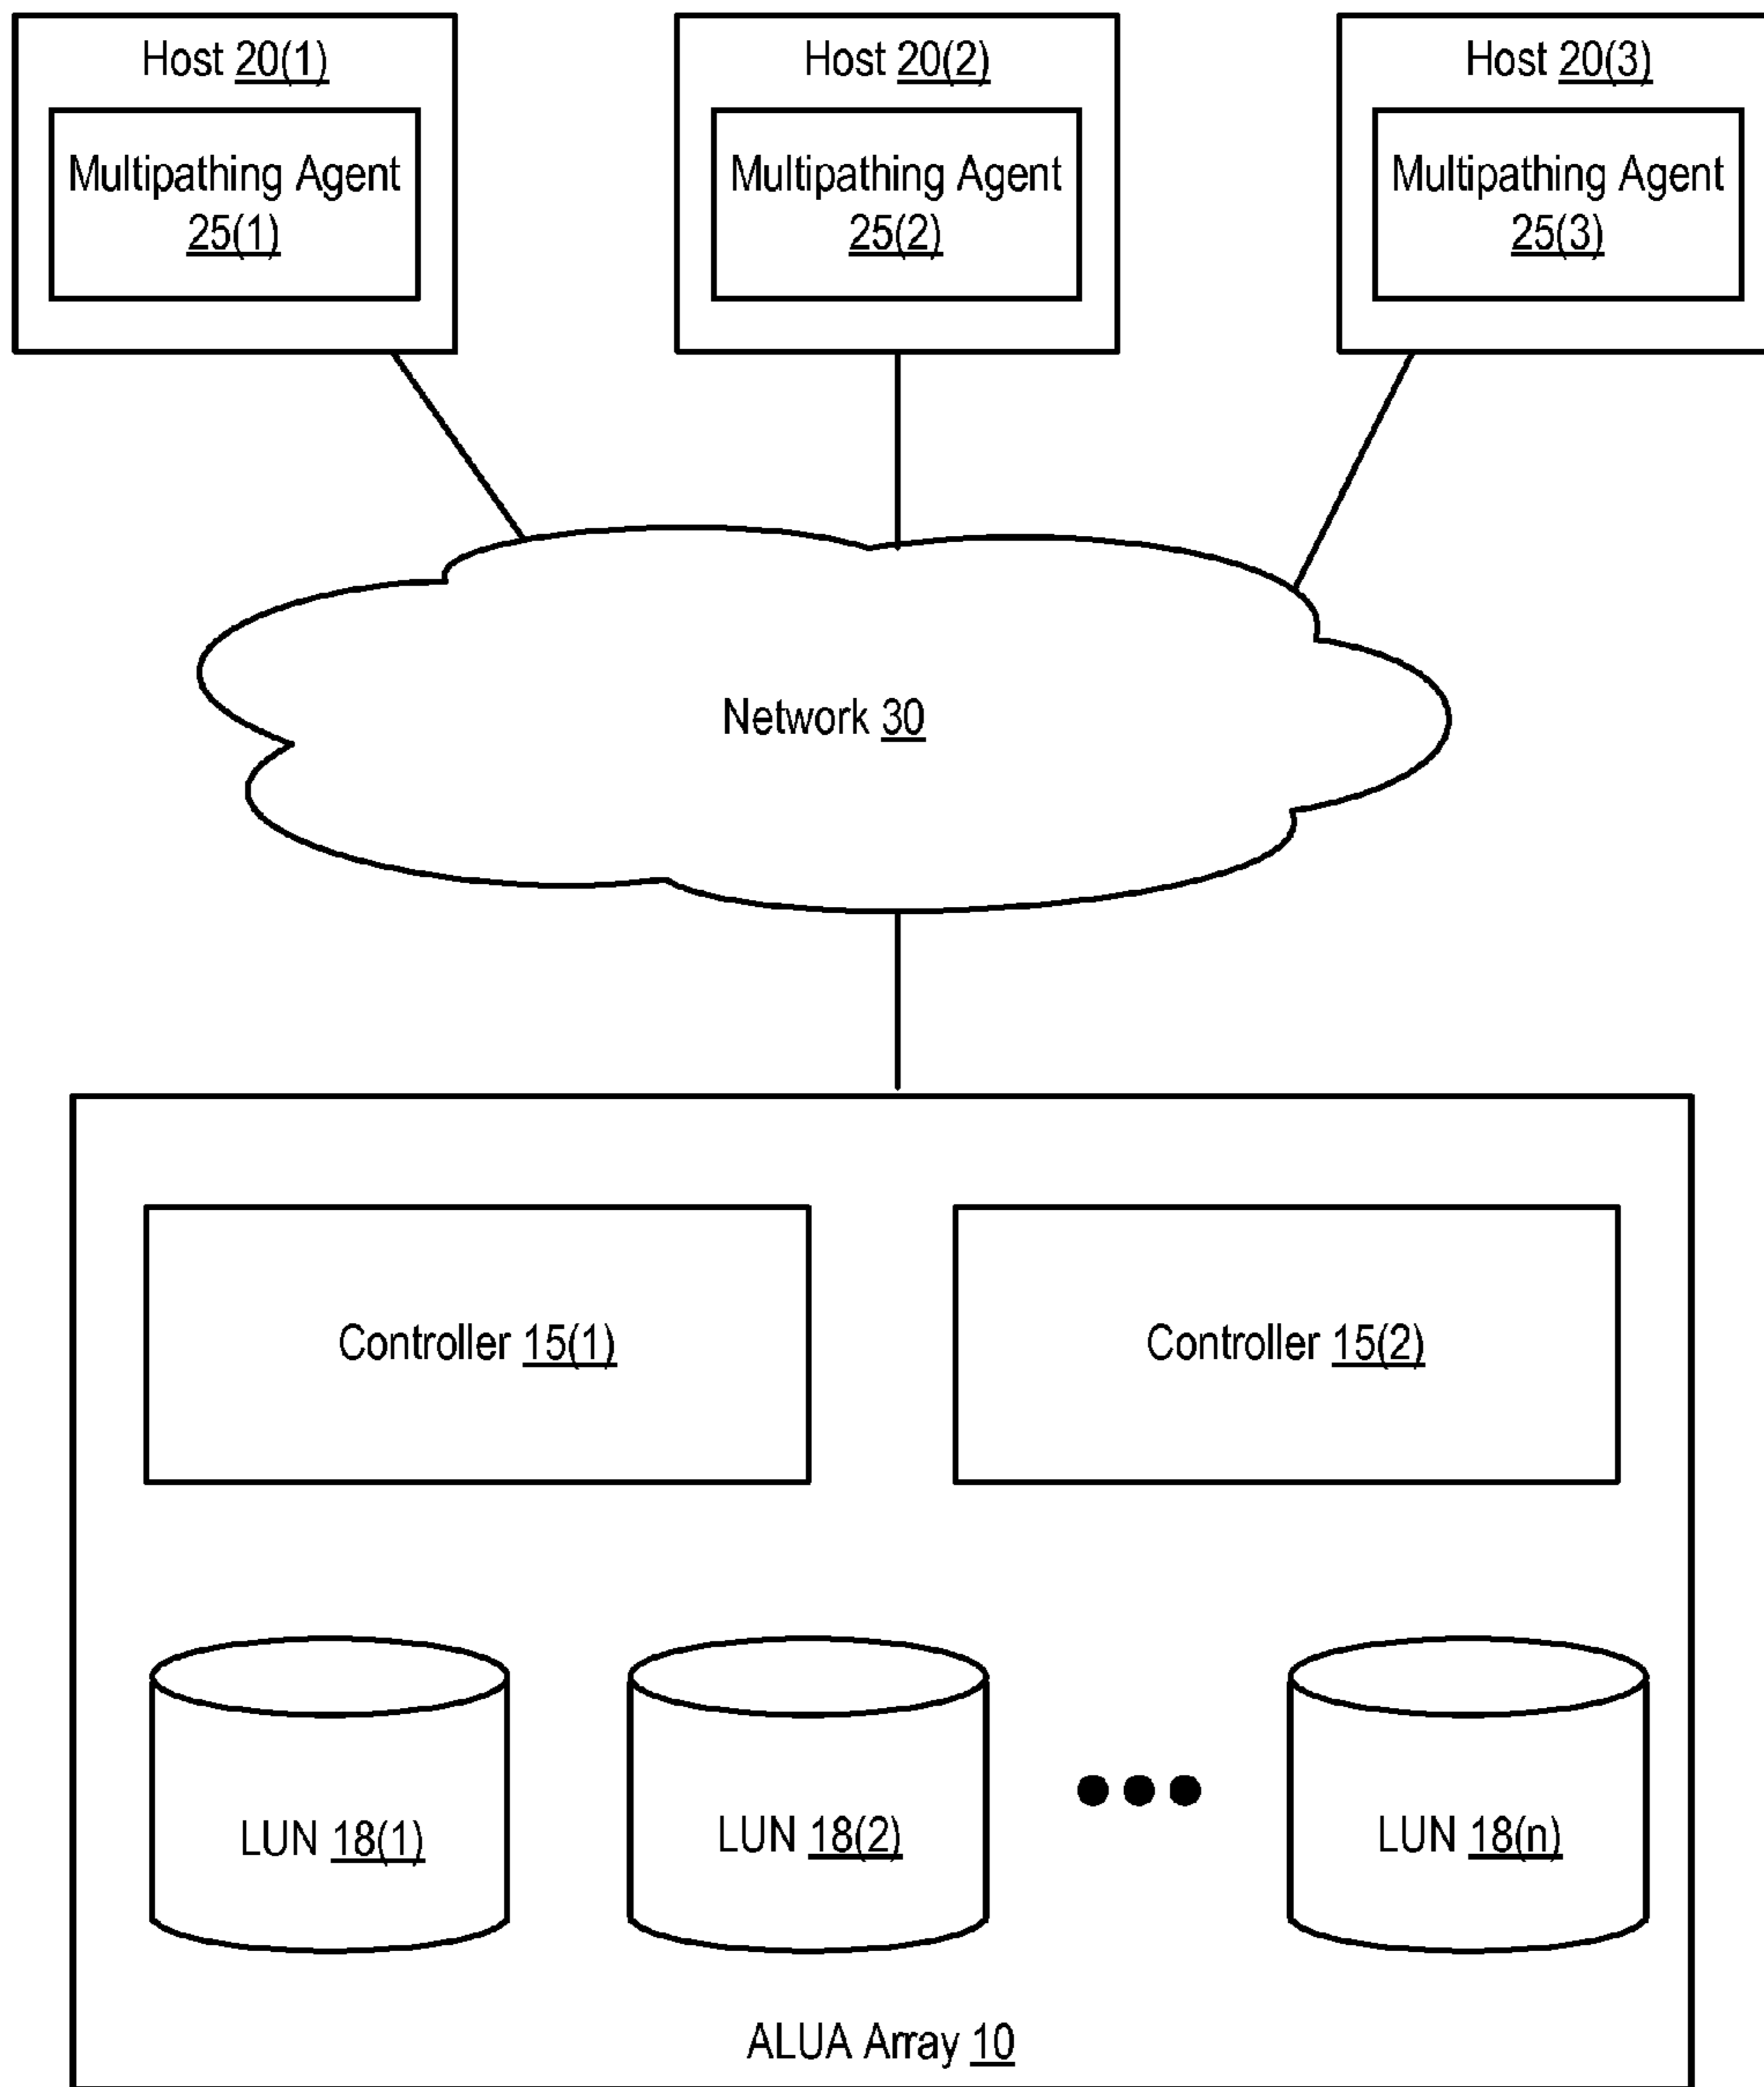 Host 20(1)
Multipathing Agent
25(1)
Host 20(2)
Multipathing Agent
25(2)
Host 20(3)
Multipathing Agent
25(3)
Network 30
Controller 15(1)
Controller 15(2)
LUN 18(1)
LUN 18(2)
LUN 18(n)
ALUA Array 10